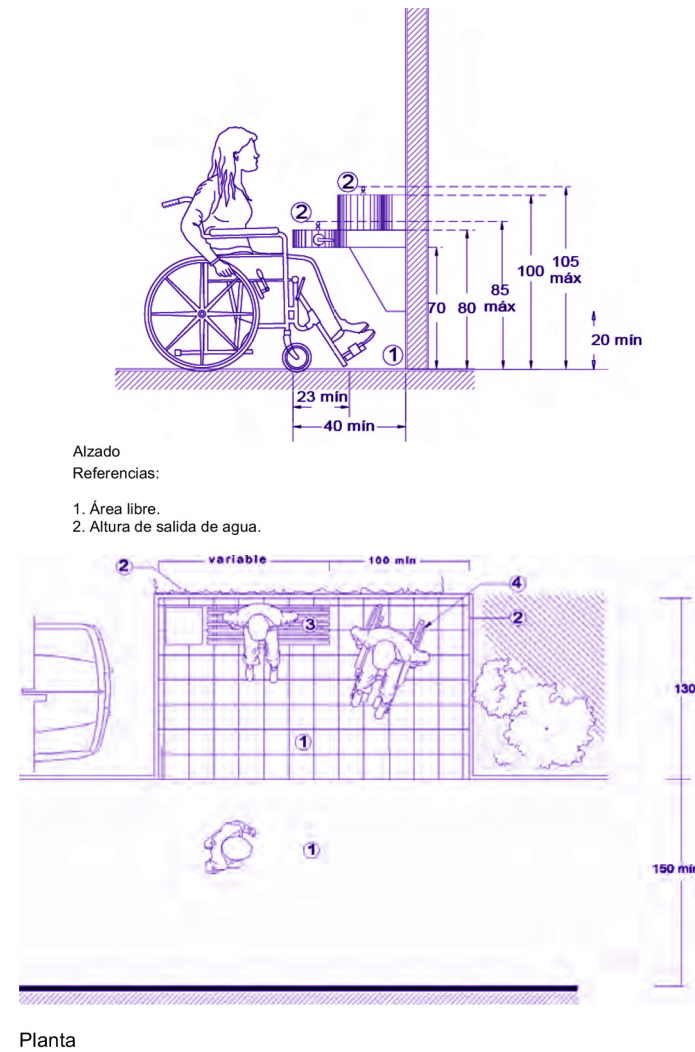 2
2
70
80
85
máx
100
105
máx
20 mín
1
23 mín
40 mín
Alzado
Referencias:
1. Área libre.
2. Altura de salida de agua.
2
variable
100 mín
4
3
2
130
1
1
150 mín
Planta